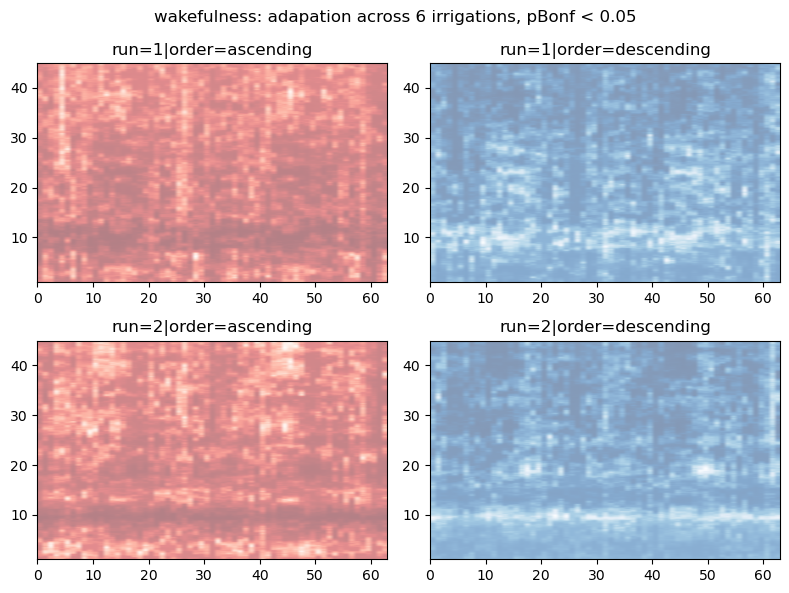 wakefulness: adapation across 6 irrigations, pBonf < 0.05
run=1|order=ascending
run=1|order=descending
40
30
20
10
0 10 20 30 40 50 60
40
30
20
10
0 10 20 30 40 50 60
run=2|order=ascending
run=2|order=descending
40
30
20
10
0 10 20 30 40 50 60
40
30
20
10
0 10 20 30 40 50 60